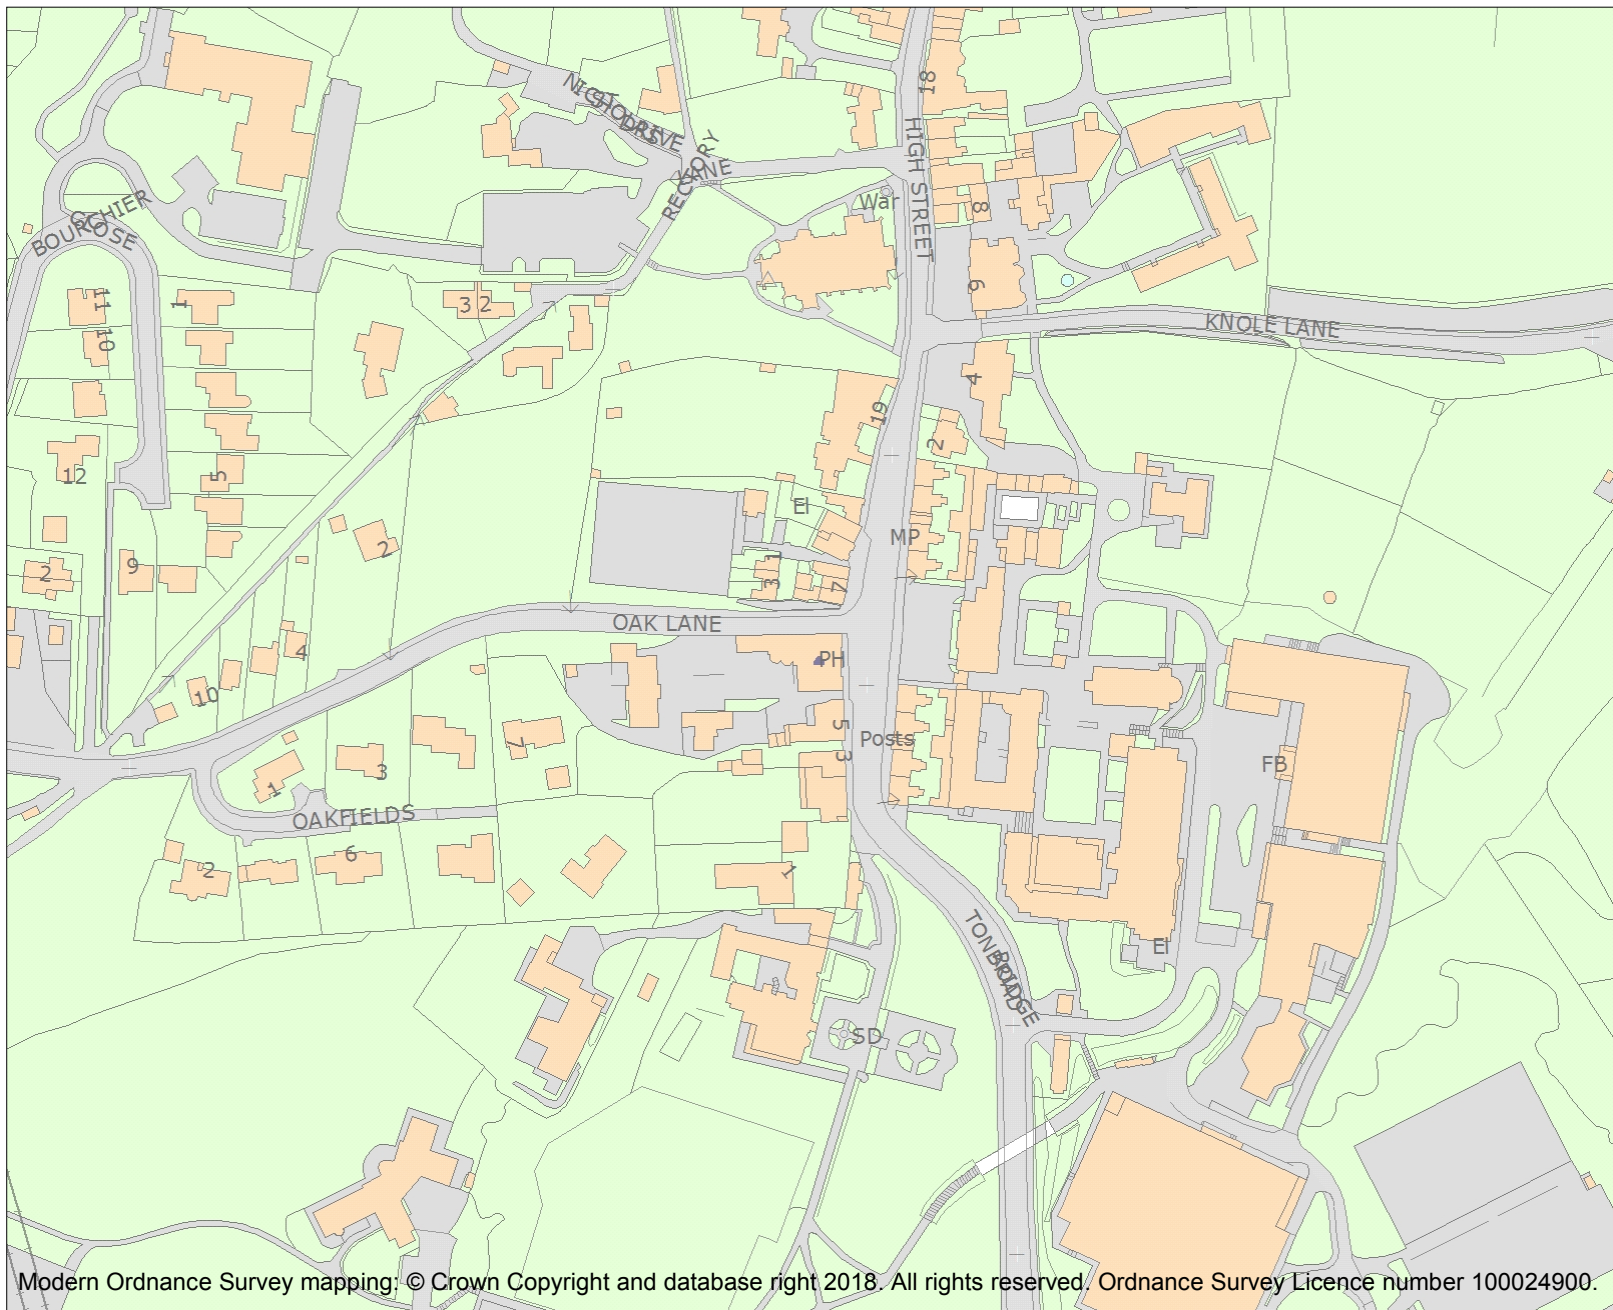 NICHOLAS
DRIVE
18
HIGH STREET
RECTORY
LANE
War
8
BOURCHIER
CLOSE
6
11
1
3 2
KNOLE LANE
10
4
19
2
12
5
El
MP
2
9
2
1
3
7
OAK LANE
4
PH
10
5
Posts
7
3
3
FB
1
OAKFIELDS
6
2
1
TONBRIDGE
ROAD
El
SD
Modern Ordnance Survey mapping: © Crown Copyright and database right 2018. All rights reserved. Ordnance Survey Licence number 100024900.